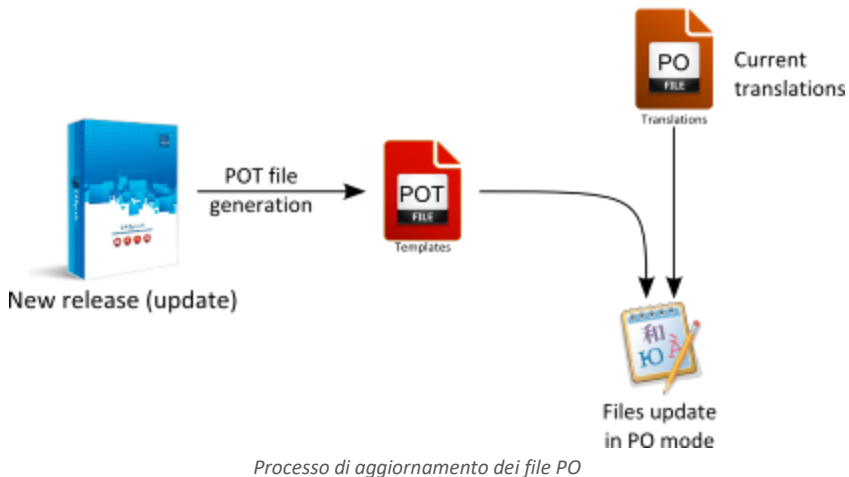 PO
FILE
Translations
Current
translations
POT file
generation
POT
FILE
Templates
New release (update)
和
Ю
Files update
in PO mode
Processo di aggiornamento dei file PO